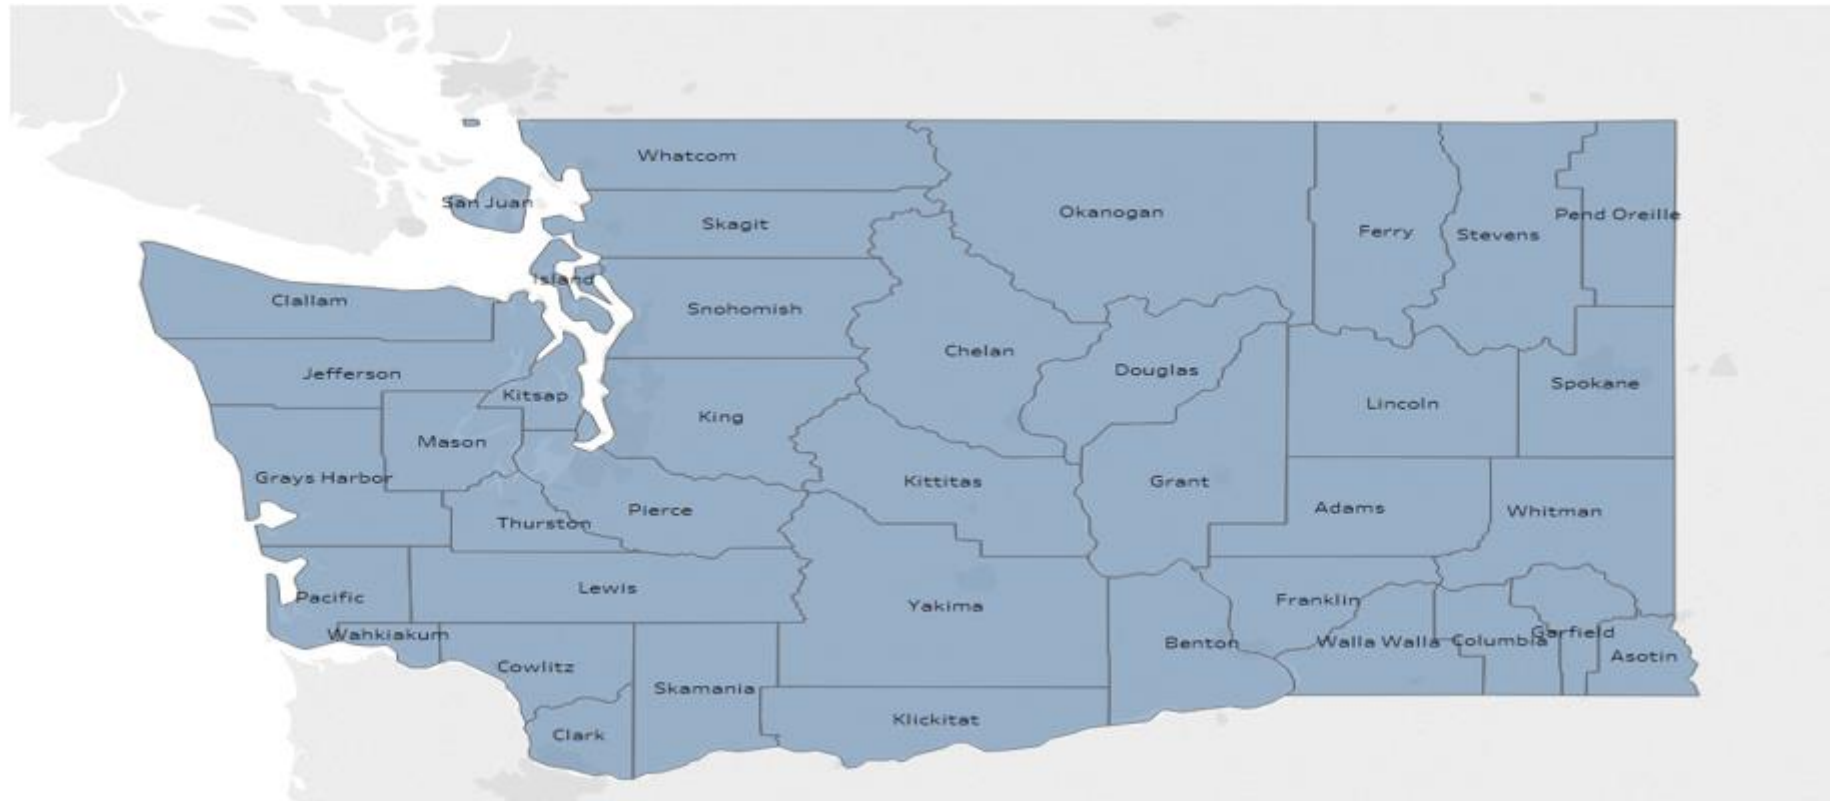 Whatcom
San Juan
Skagit
Okanogan
Ferry
Stevens
Pend Oreille
Island
Clallam
Snohomish
Chelan
Douglas
Jefferson
Kitsap
King
Lincoln
Spokane
Mason
Grays Harbor
Kittitas
Grant
Adams
Whitman
Thurston
Pierce
Pacific
Lewis
Yakima
Franklin
Wahkiakum
Benton
Walla Walla
Columbia
Garfield
Asotin
Cowlitz
Skamania
Clark
Klickitat